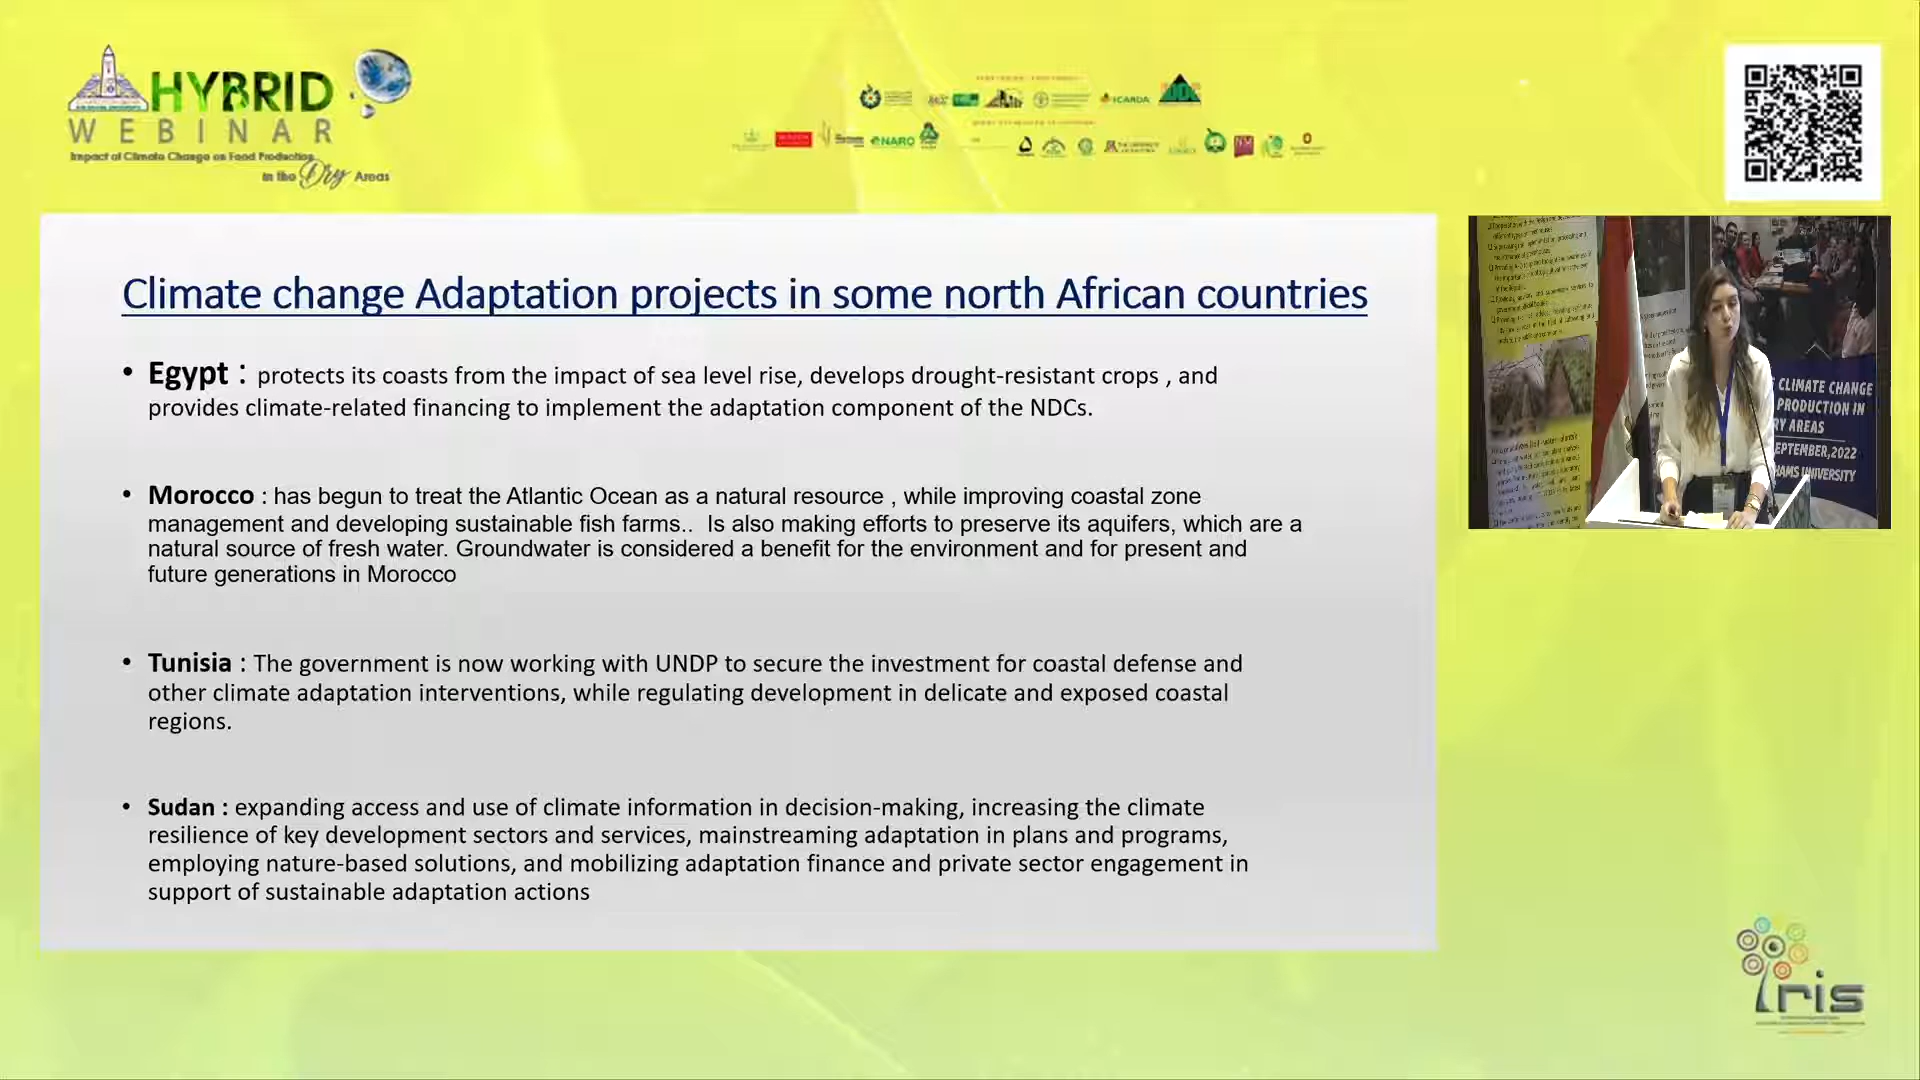 HYBRID
WEBINAR
Impact of Climate Change on Food Production
in the Dry Areas
ICARDA
NARC
Climate change Adaptation projects in some north African countries
• Egypt : protects its coasts from the impact of sea level rise, develops drought-resistant crops , and
provides climate-related financing to implement the adaptation component of the NDCs.
• Morocco : has begun to treat the Atlantic Ocean as a natural resource , while improving coastal zone
management and developing sustainable fish farms.. Is also making efforts to preserve its aquifers, which are a
natural source of fresh water. Groundwater is considered a benefit for the environment and for present and
future generations in Morocco
• Tunisia : The government is now working with UNDP to secure the investment for coastal defense and
other climate adaptation interventions, while regulating development in delicate and exposed coastal
regions.
• Sudan : expanding access and use of climate information in decision-making, increasing the climate
resilience of key development sectors and services, mainstreaming adaptation in plans and programs,
employing nature-based solutions, and mobilizing adaptation finance and private sector engagement in
support of sustainable adaptation actions
CLIMATE CHANGE
PRODUCTION IN
RY AREAS
EPTEMBER,2022
HAMS UNIVERSITY
Iris